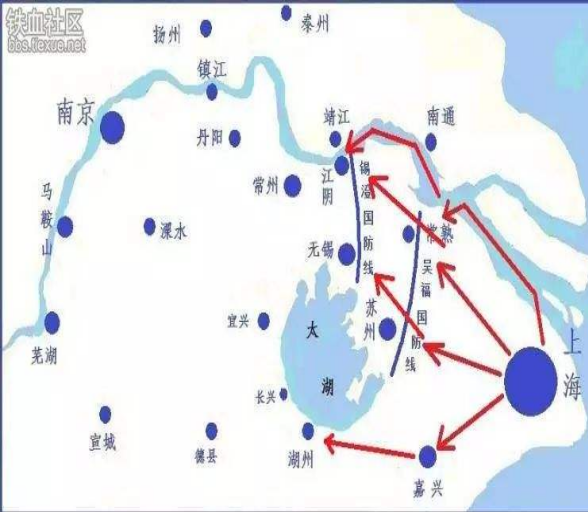 铁血社区
bbs.tiexue.net
泰州
扬州
镇江
南京
靖江
南通
丹阳
江阴
锡澄国防线
常州
马鞍山
溧水
常熟
无锡
吴福国防线
苏州
宜兴
太湖
上海
芜湖
长兴
宣城
德县
湖州
嘉兴